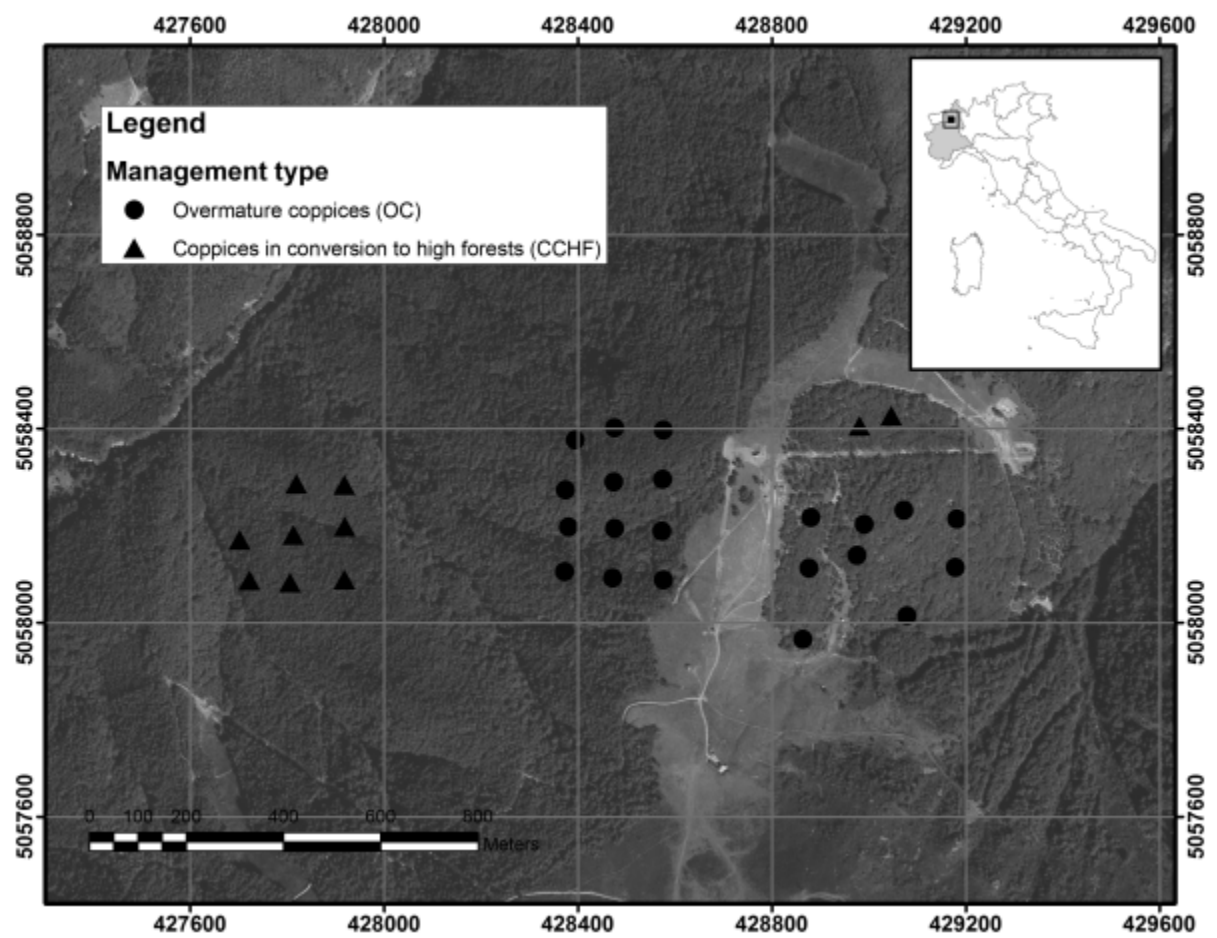 427600 428000 428400 428800 429200 429600
Legend
Management type
Overmature coppices (OC)
Coppices in conversion to high forests (CCHF)
5058800 5058800
5058400 5058400
5058000 5058000
5057600 5057600
0 100 200 400 600 800
Meters
427600 428000 428400 428800 429200 429600